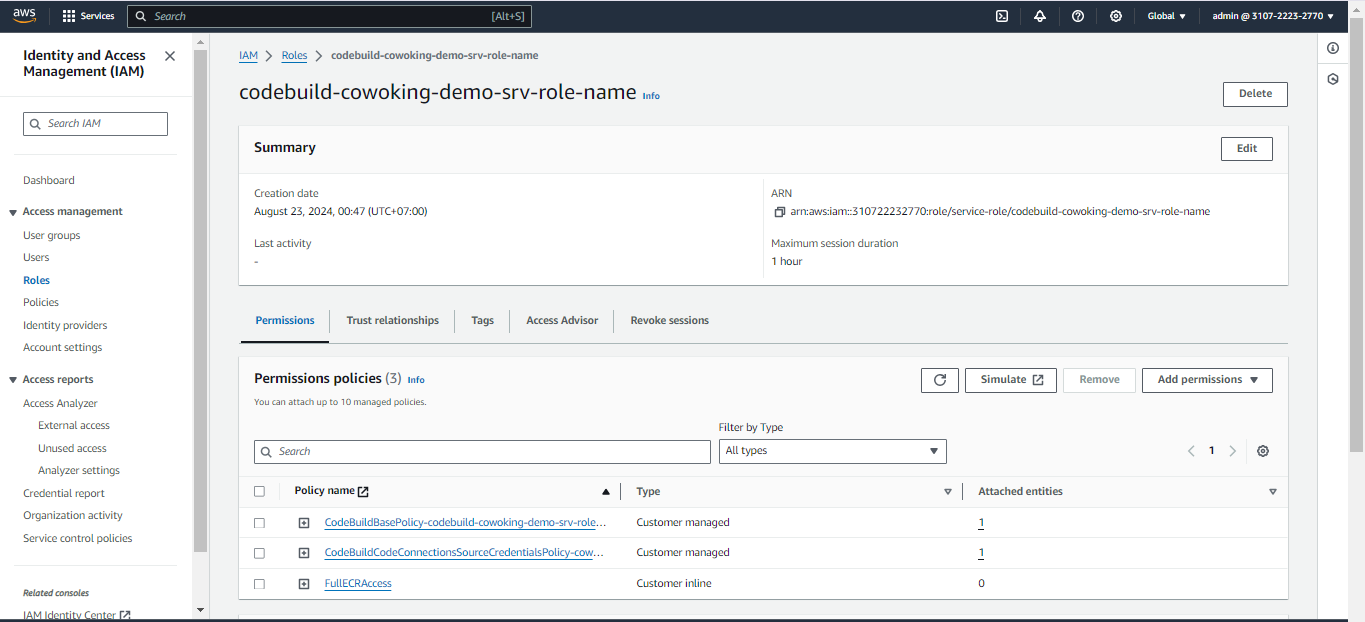 aws Services Search [Alt+S] Global admin @ 3107-2223-2770
Identity and Access
Management (IAM)
Search IAM
Dashboard
Access management
User groups
Users
Roles
Policies
Identity providers
Account settings
Access reports
Access Analyzer
External access
Unused access
Analyzer settings
Credential report
Organization activity
Service control policies
Related consoles
IAM Identity Center
IAM > Roles > codebuild-cowoking-demo-srv-role-name
codebuild-cowoking-demo-srv-role-name Info
Delete
Summary
Edit
Creation date
August 23, 2024, 00:47 (UTC+07:00)
Last activity
-
ARN
arn:aws:iam::310722232770:role/service-role/codebuild-cowoking-demo-srv-role-name
Maximum session duration
1 hour
Permissions Trust relationships Tags Access Advisor Revoke sessions
Permissions policies (3) Info
You can attach up to 10 managed policies.
Simulate Remove Add permissions
Filter by Type
Search All types 1
Policy name Type Attached entities
CodeBuildBasePolicy-codebuild-cowoking-demo-srv-role... Customer managed 1
CodeBuildCodeConnectionsSourceCredentialsPolicy-cow... Customer managed 1
FullECRAccess Customer inline 0